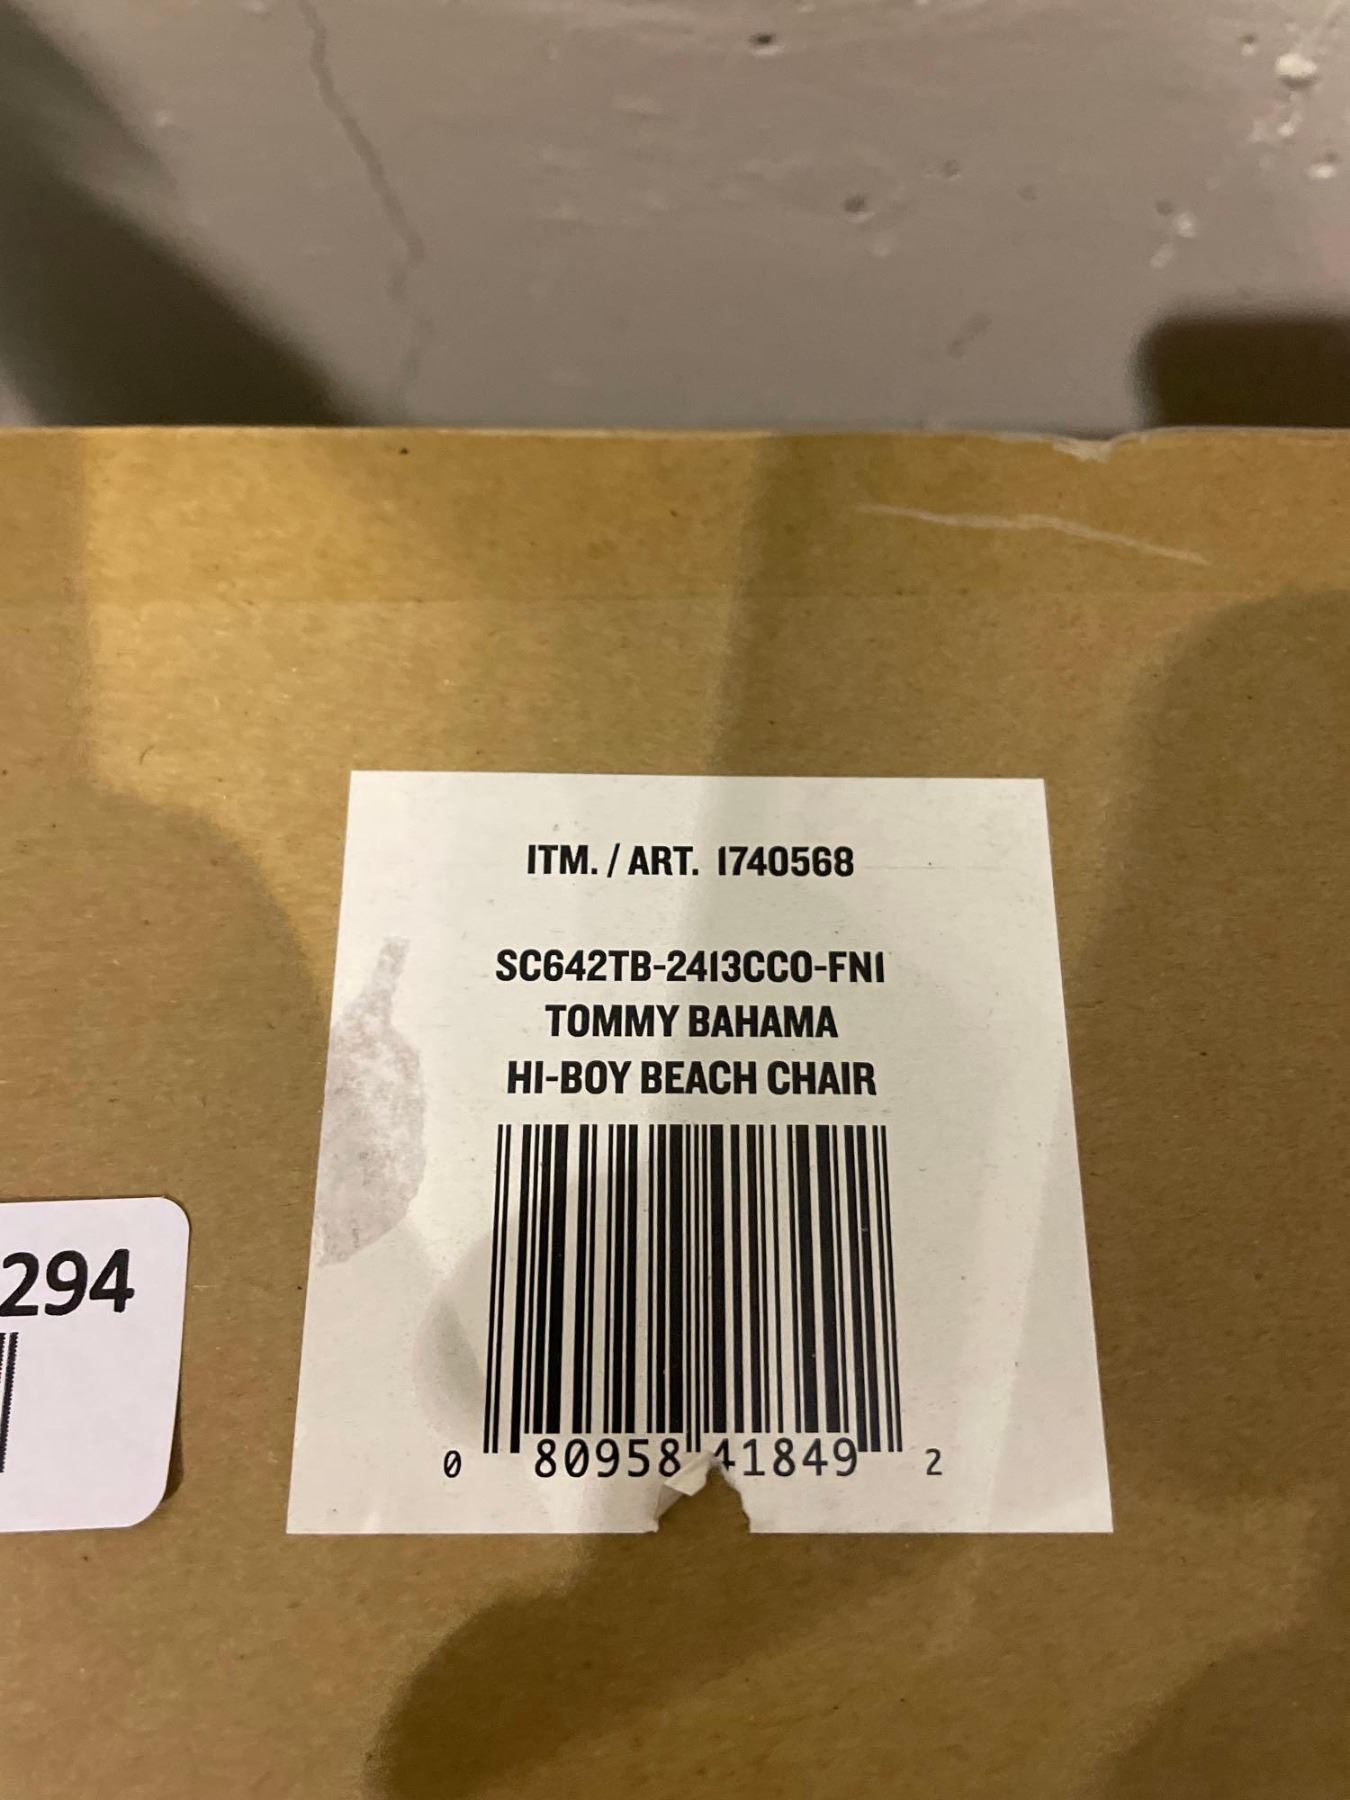 ITM. / ART. 1740568
SC642TB-2413CCO-FN1
TOMMY BAHAMA
HI-BOY BEACH CHAIR
0 80958 41849 2
294